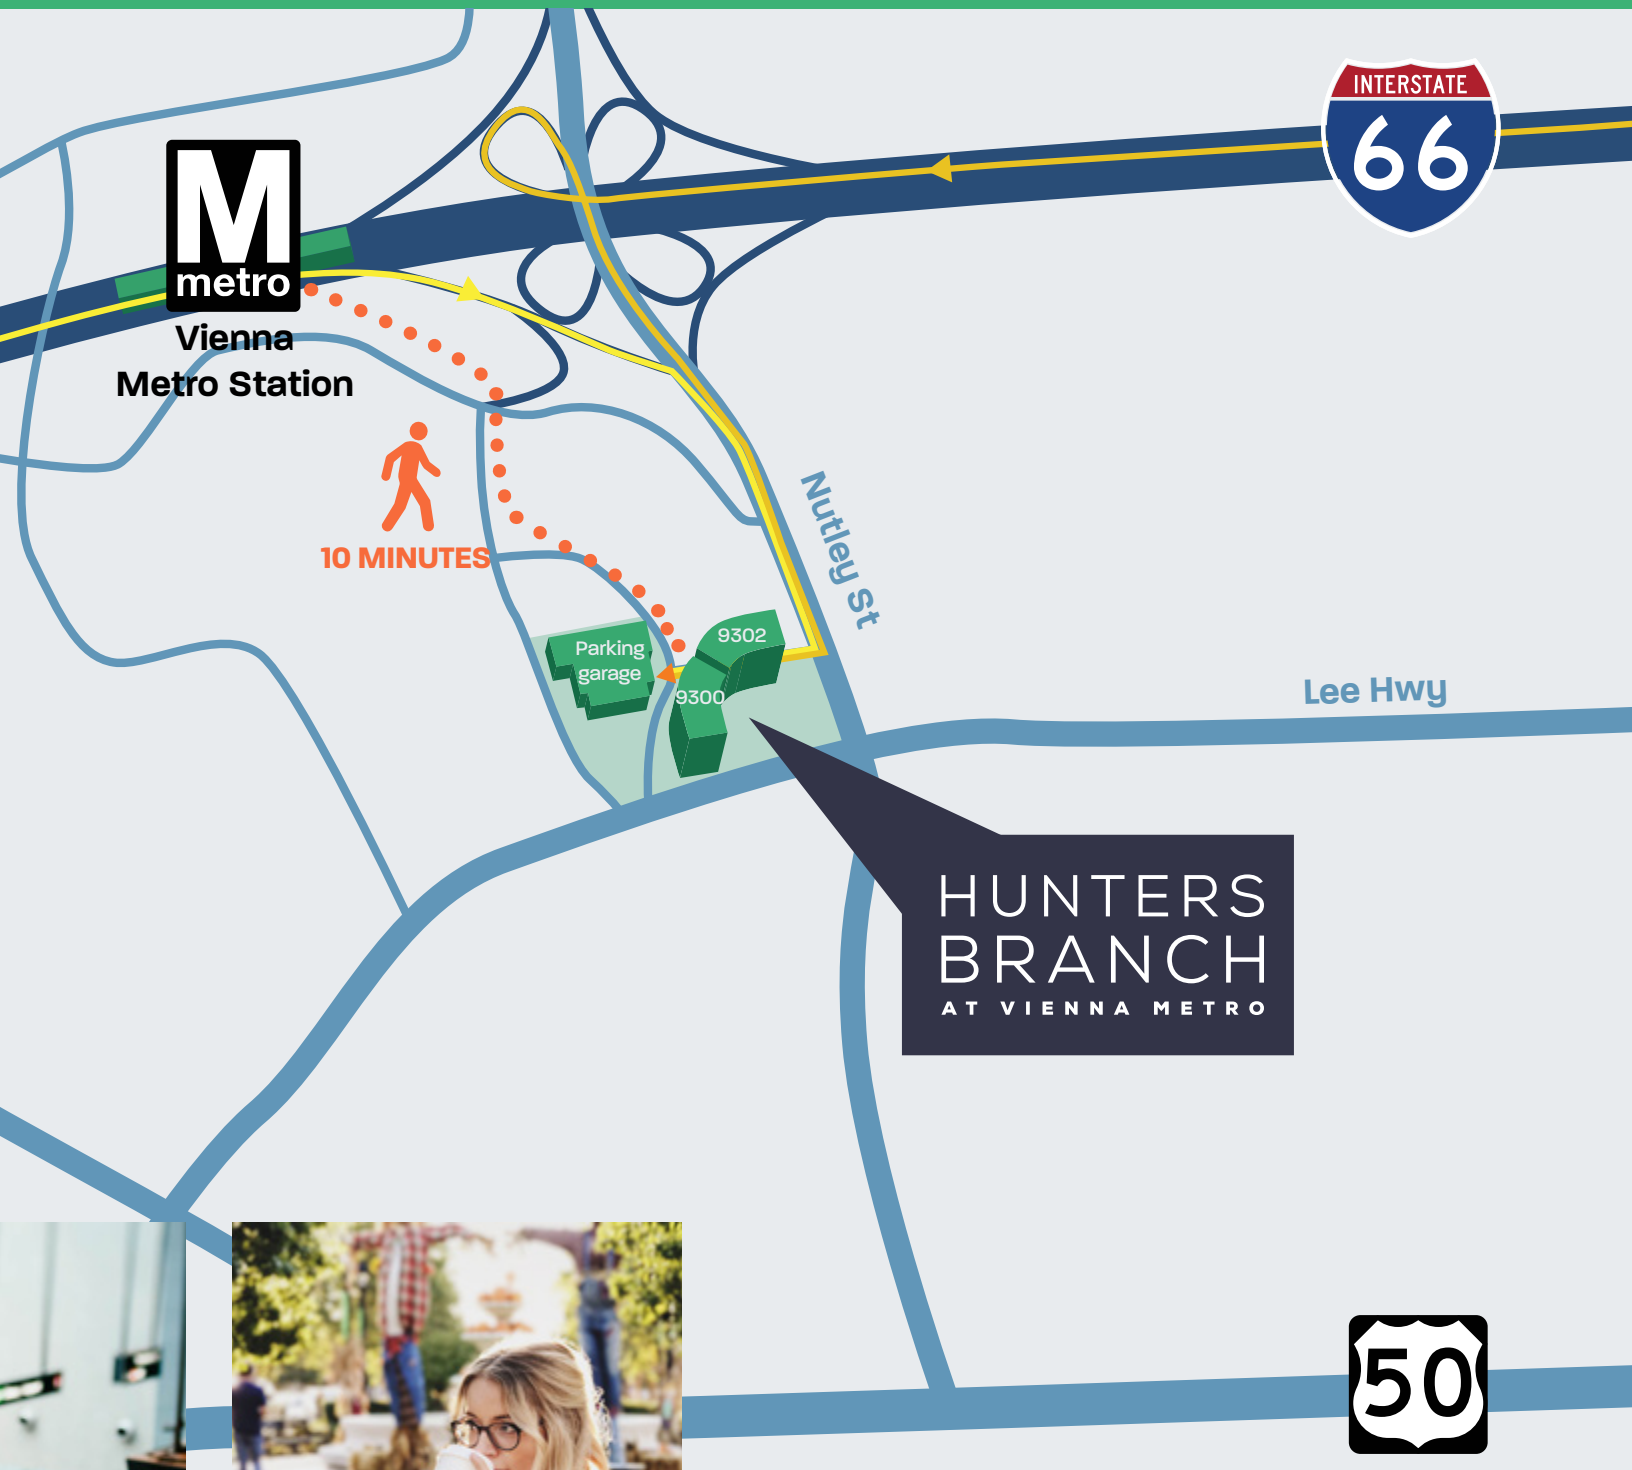 INTERSTATE
66
M
metro
Vienna
Metro Station
10 MINUTES
Nutley St
Parking
garage
9302
9300
Lee Hwy
HUNTERS
BRANCH
AT VIENNA METRO
50